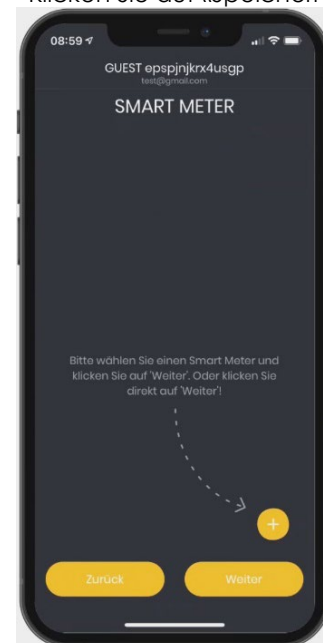 08:59
GUEST epspjnjkrx4usgp
test@gmail.com
SMART METER
Bitte wählen Sie einen Smart Meter und
klicken Sie auf 'Weiter'. Oder klicken Sie
direkt auf 'Weiter'!
+
Zurück
Weiter